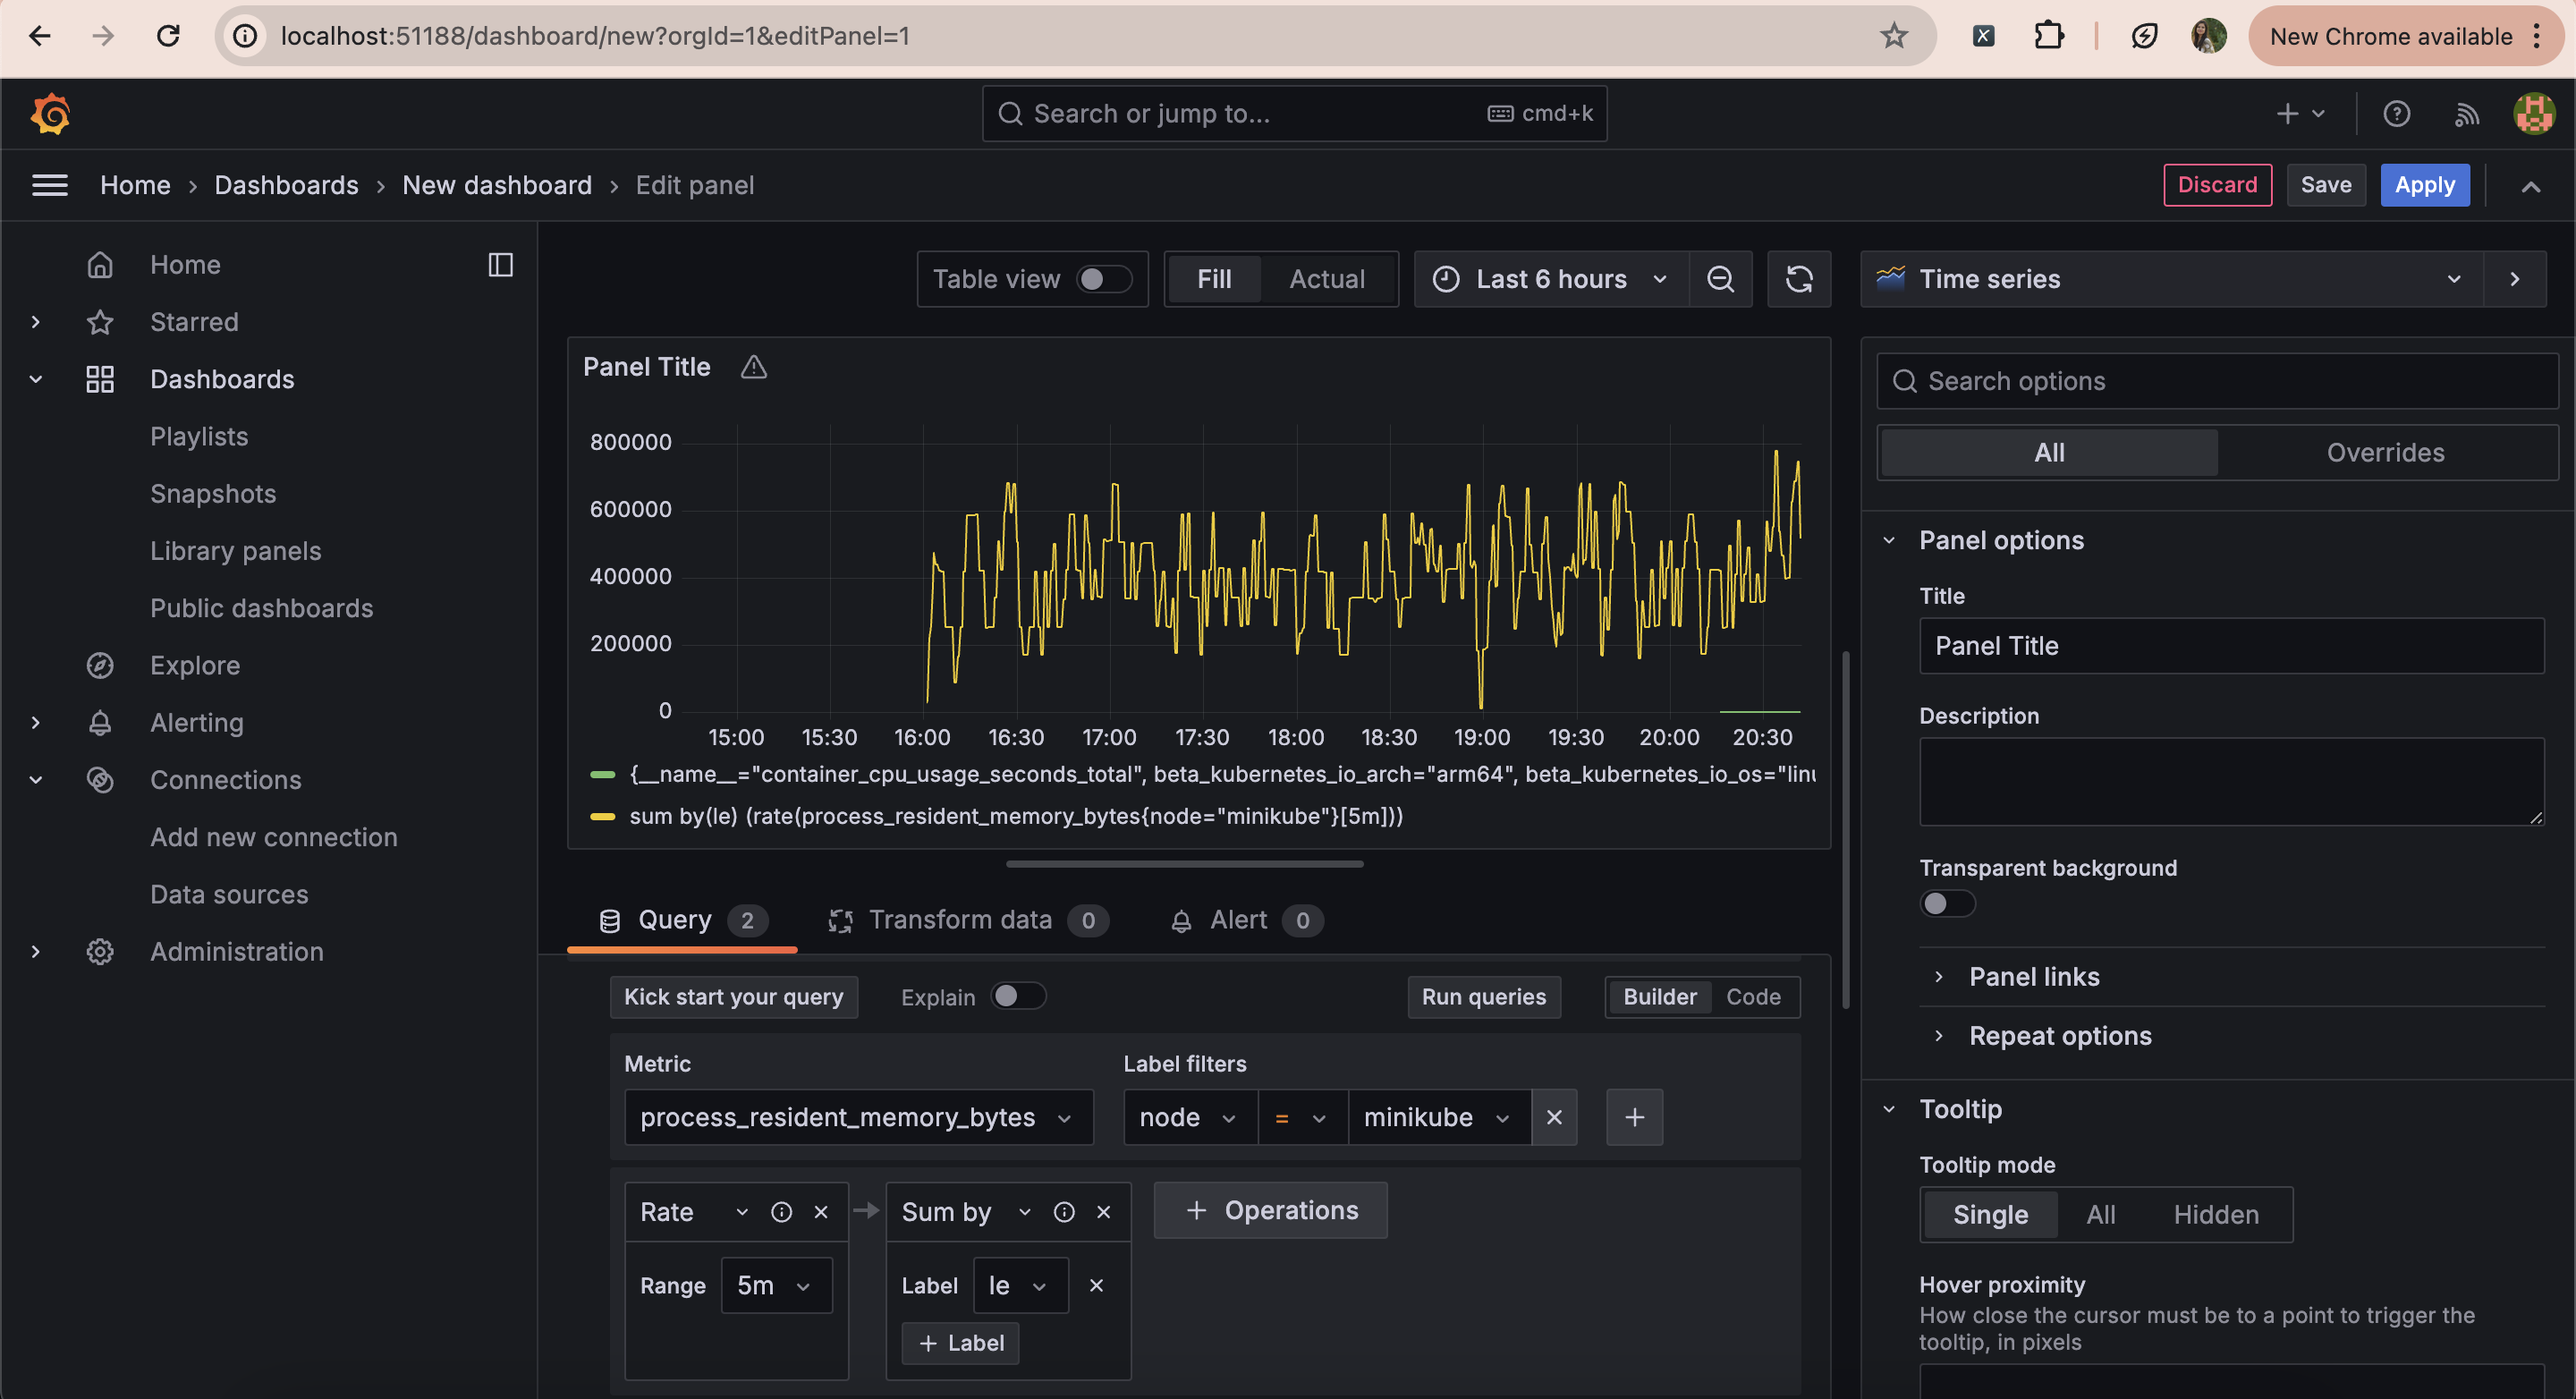 localhost:51188/dashboard/new?orgId=1&editPanel=1
New Chrome available
Search or jump to...
cmd+k
Home > Dashboards > New dashboard > Edit panel
Discard
Save
Apply
Home
Starred
Dashboards
Playlists
Snapshots
Library panels
Public dashboards
Explore
Alerting
Connections
Add new connection
Data sources
Administration
Table view
Fill
Actual
Last 6 hours
Panel Title
800000
600000
400000
200000
0
15:00 15:30 16:00 16:30 17:00 17:30 18:00 18:30 19:00 19:30 20:00 20:30
{__name__="container_cpu_usage_seconds_total", beta_kubernetes_io_arch="arm64", beta_kubernetes_io_os="linu
sum by(le) (rate(process_resident_memory_bytes{node="minikube"}[5m]))
Query 2
Transform data 0
Alert 0
Kick start your query
Explain
Run queries
Builder
Code
Metric
Label filters
process_resident_memory_bytes
node
=
minikube
Rate
Sum by
+ Operations
Range
5m
Label
le
+ Label
Time series
Search options
All
Overrides
Panel options
Title
Panel Title
Description
Transparent background
Panel links
Repeat options
Tooltip
Tooltip mode
Single
All
Hidden
Hover proximity
How close the cursor must be to a point to trigger the
tooltip, in pixels